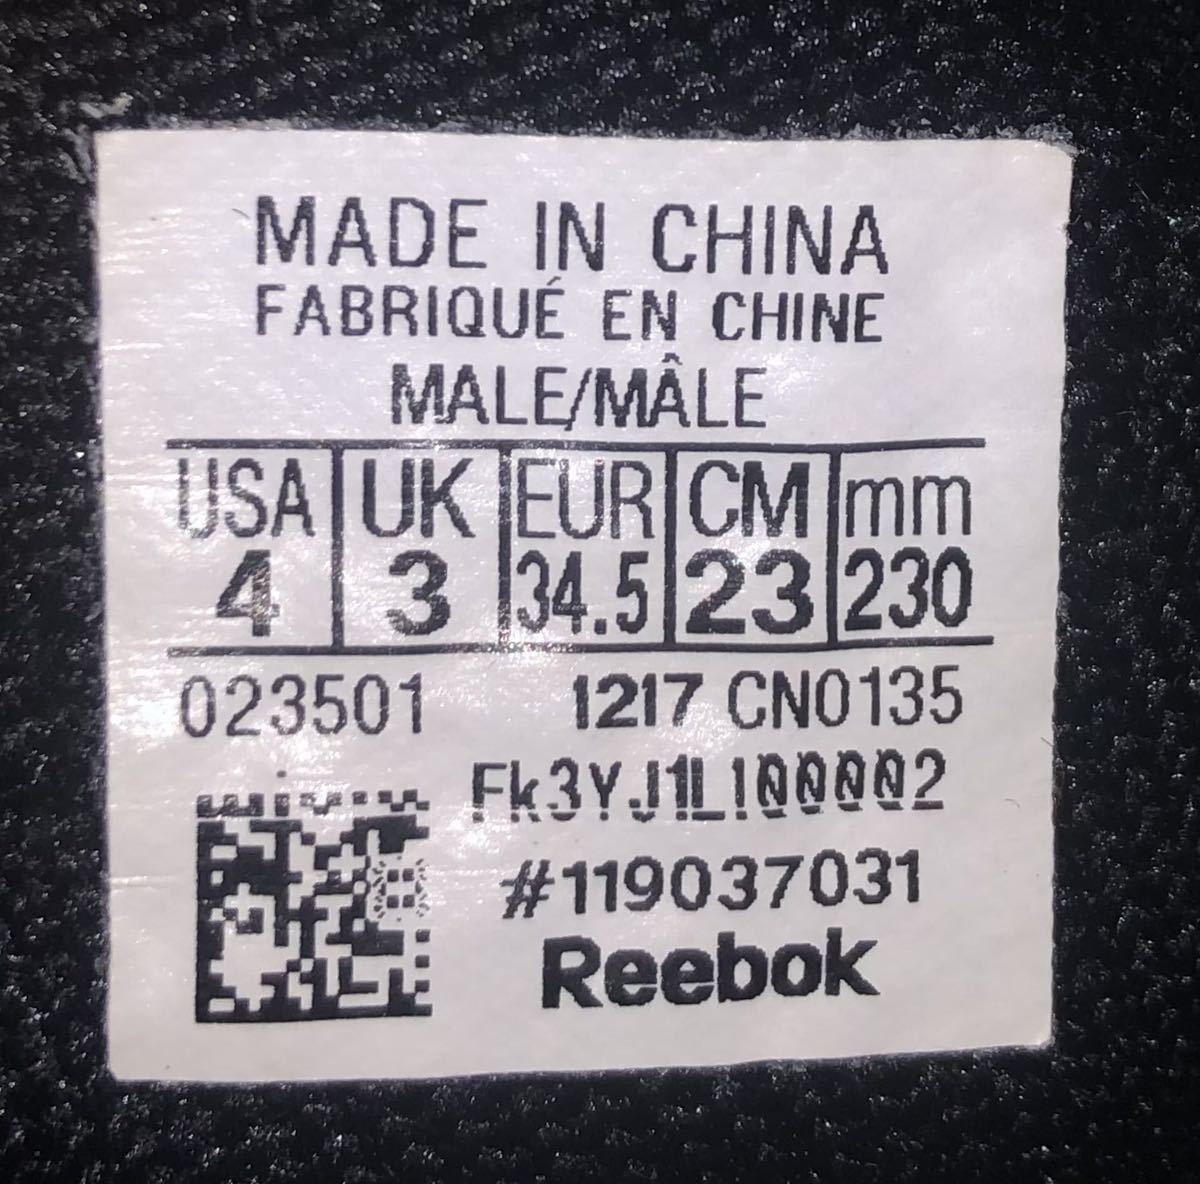 MADE IN CHINA
FABRIQUÉ EN CHINE
MALE/MÂLE
USA UK EUR CM mm
4 3 34.5 23 230
023501 1217 CN0135
#119037031
Reebok